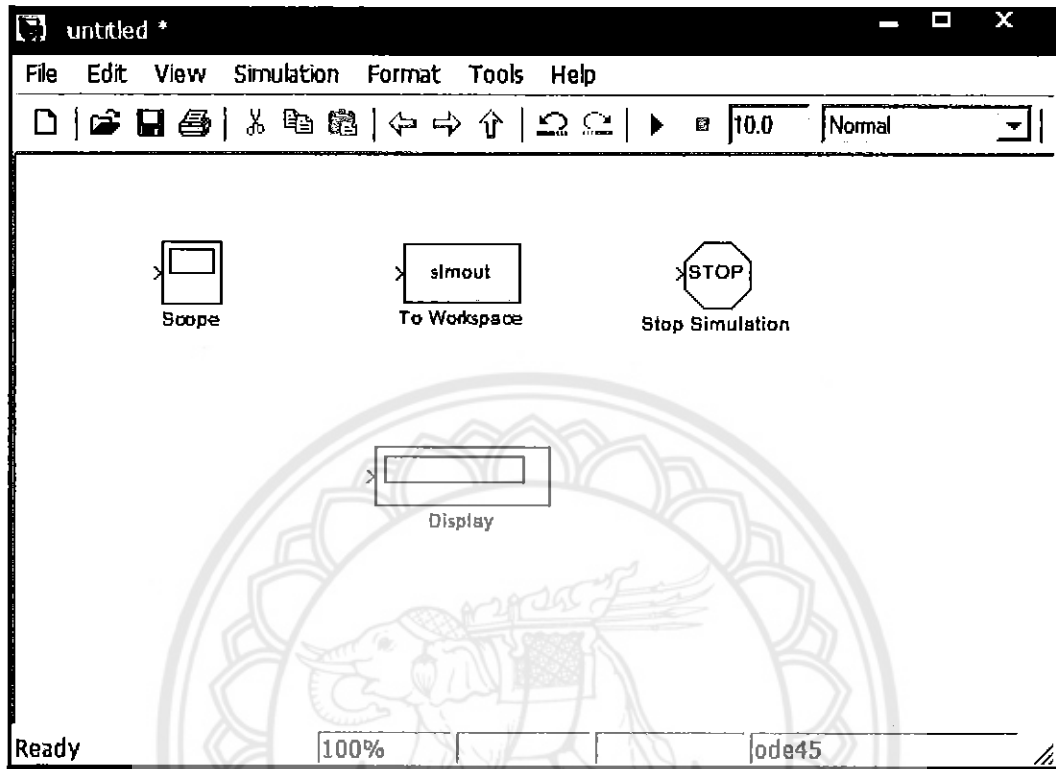 untitled *
File Edit View Simulation Format Tools Help
10.0 Normal
simout
STOP
Scope
To Workspace
Stop Simulation
Display
Ready 100% ode45